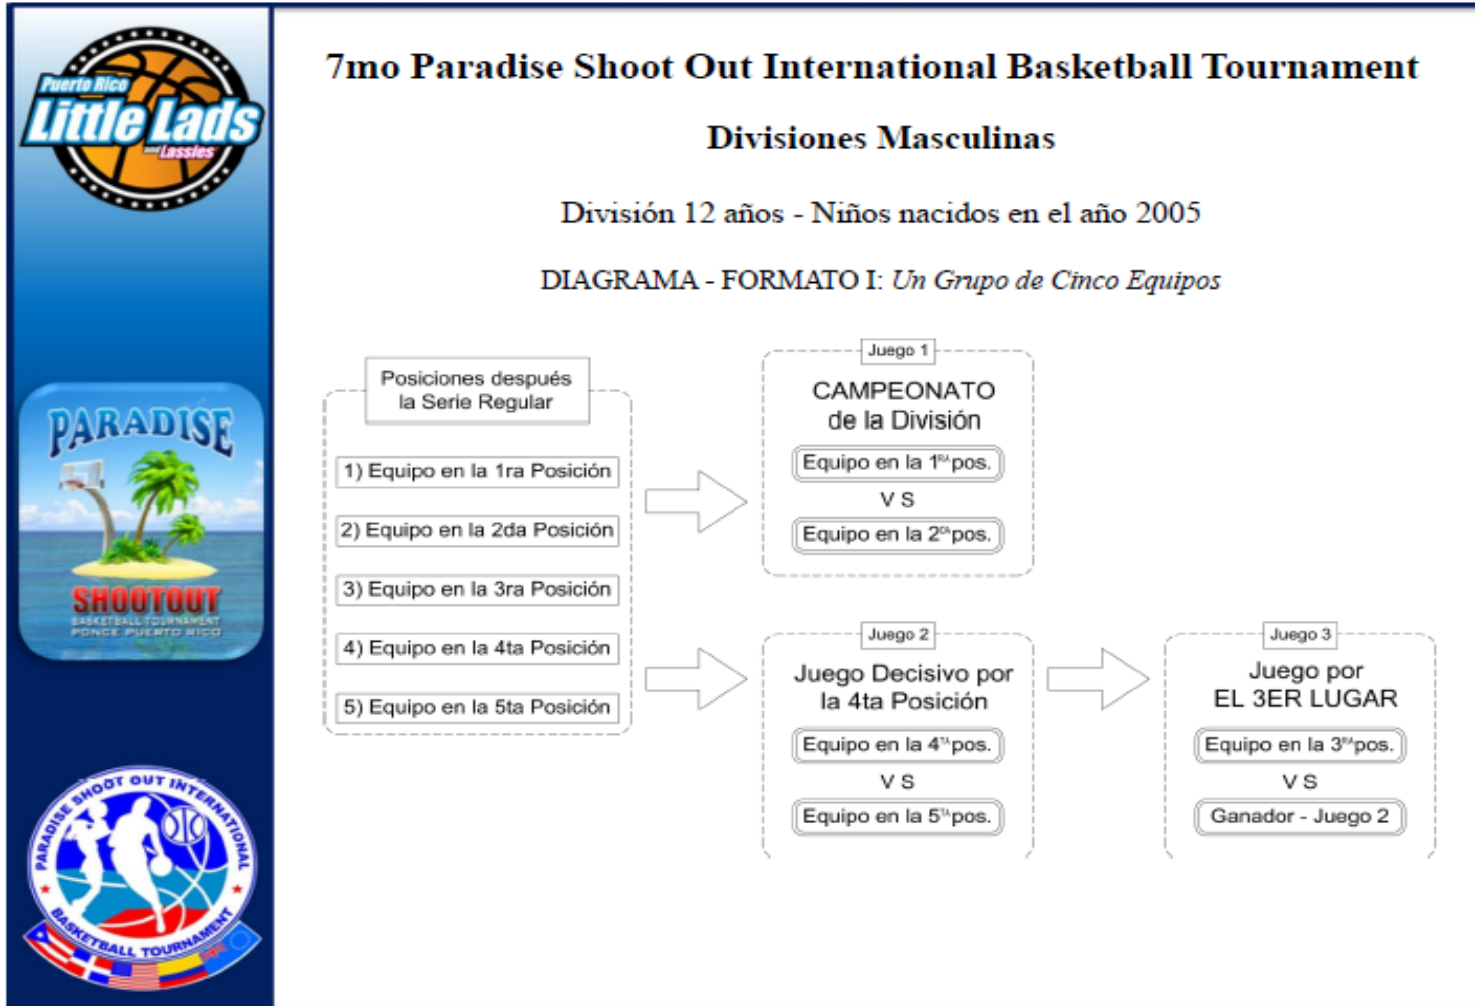 Puerto Rico
Little Lads
and Lassies
PARADISE
SHOOTOUT
BASKETBALL TOURNAMENT
PONCE PUERTO RICO
PARADISE SHOOT OUT INTERNATIONAL
BASKETBALL TOURNAMENT
7mo Paradise Shoot Out International Basketball Tournament
Divisiones Masculinas
División 12 años - Niños nacidos en el año 2005
DIAGRAMA - FORMATO I: Un Grupo de Cinco Equipos
Posiciones después
la Serie Regular
1) Equipo en la 1ra Posición
2) Equipo en la 2da Posición
3) Equipo en la 3ra Posición
4) Equipo en la 4ta Posición
5) Equipo en la 5ta Posición
Juego 1
CAMPEONATO
de la División
Equipo en la 1RA pos.
V S
Equipo en la 2DA pos.
Juego 2
Juego Decisivo por
la 4ta Posición
Equipo en la 4TA pos.
V S
Equipo en la 5TA pos.
Juego 3
Juego por
EL 3ER LUGAR
Equipo en la 3RA pos.
V S
Ganador - Juego 2